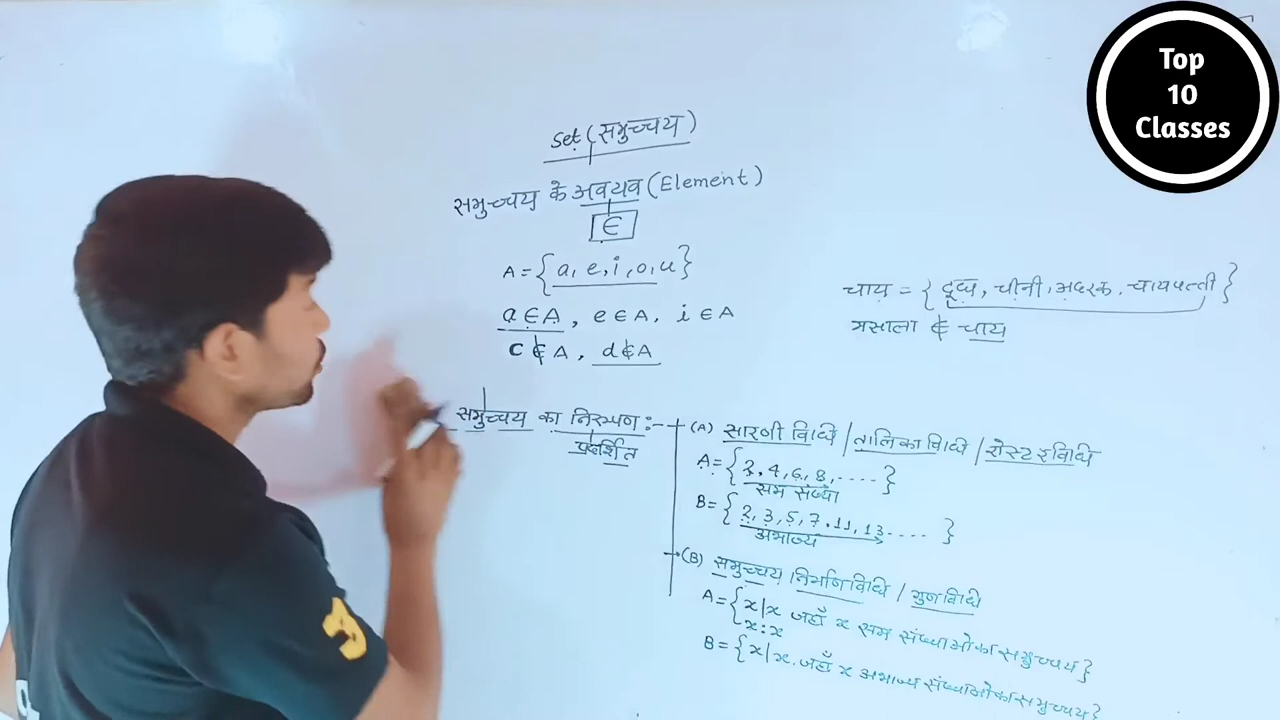 Top
10
Classes
Set (समुच्चय)
समुच्चय के अवयव (Element)
∈
A = {a, e, i, o, u}
a ∈ A, e ∈ A, i ∈ A
c ∉ A, d ∉ A
चाय = {दूध, चीनी, अदरक, चायपत्ती}
मसाला ∉ चाय
समुच्चय का निरूपण :-
प्रदर्शित
(A) सारणी विधि / तालिका विधि / रोस्टर विधि
A = {2, 4, 6, 8, ....}
सम संख्या
B = {2, 3, 5, 7, 11, 13 ....}
अभाज्य
(B) समुच्चय निर्माण विधि / गुण विधि
A = {x|x जहाँ x सम संख्याओ का समुच्चय}
x : x
B = {x|x, जहाँ x अभाज्य संख्याओ का समुच्चय}